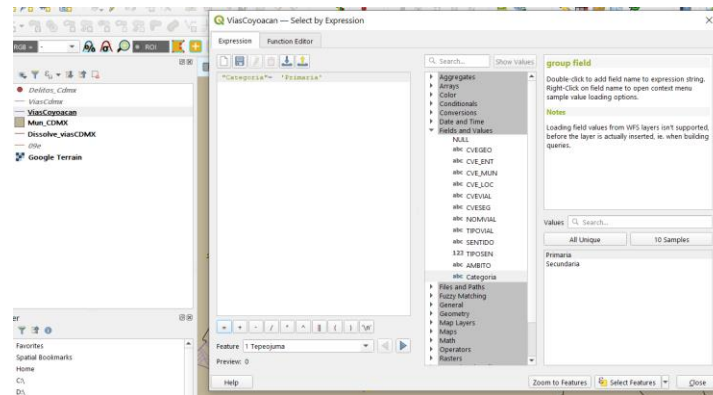 ViasCoyoacan — Select by Expression
Expression
Function Editor
RGB
ROI
Delitos_Cdmx
ViasCdmx
ViasCoyoacan
Mun_CDMX
Dissolve_viasCDMX
09e
Google Terrain
"Categoria"= 'Primaria'
Search...
Show Values
Aggregates
Arrays
Color
Conditionals
Conversions
Date and Time
Fields and Values
NULL
abc CVEGEO
abc CVE_ENT
abc CVE_MUN
abc CVE_LOC
abc CVEVIAL
abc CVESEG
abc NOMVIAL
abc TIPOVIAL
abc SENTIDO
123 TIPOSEN
abc AMBITO
abc Categoria
Files and Paths
Fuzzy Matching
General
Geometry
Map Layers
Maps
Math
Operators
Rasters
group field
Double-click to add field name to expression string.
Right-Click on field name to open context menu
sample value loading options.
Notes
Loading field values from WFS layers isn't supported,
before the layer is actually inserted, ie. when building
queries.
Values
Search...
All Unique
10 Samples
Primaria
Secundaria
= + - / * ^ || ( ) '\n'
Feature 1 Tepeojuma
Preview: 0
er
Favorites
Spatial Bookmarks
Home
C:\
D:\
Help
Zoom to Features
Select Features
Close